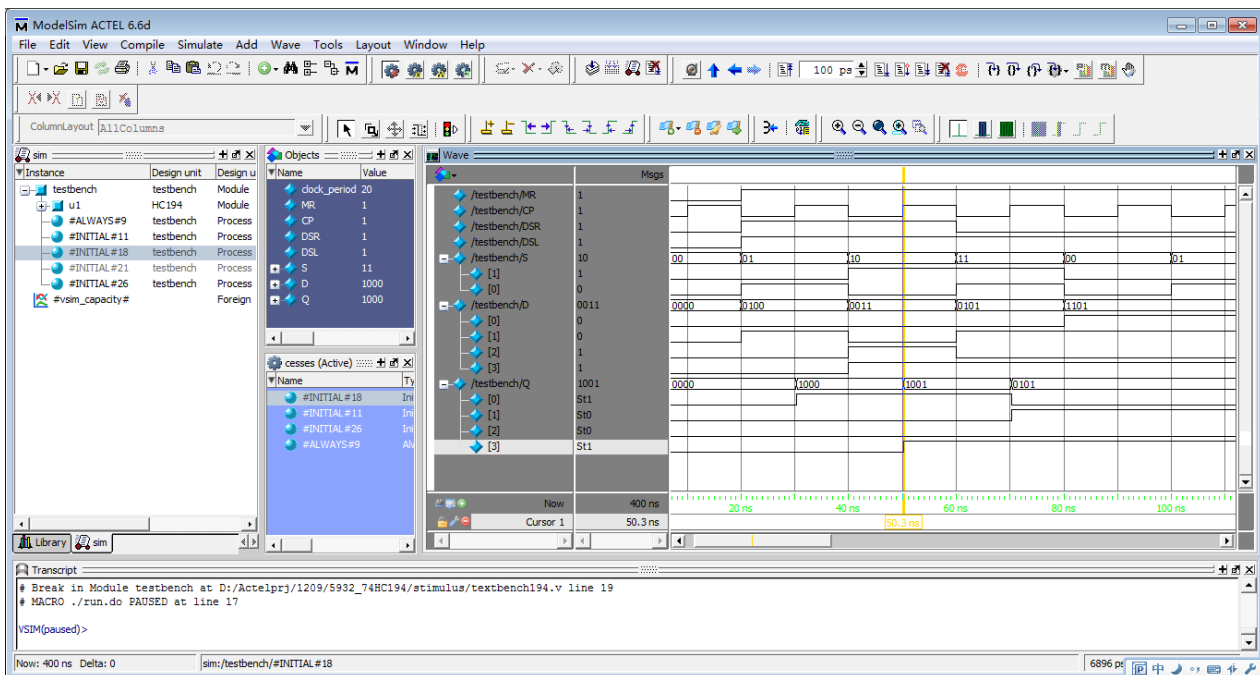 ModelSim ACTEL 6.6d
File Edit View Compile Simulate Add Wave Tools Layout Window Help
100 ps
ColumnLayout AllColumns
sim
Instance Design unit Design u
testbench testbench Module
u1 HC194 Module
#ALWAYS#9 testbench Process
#INITIAL#11 testbench Process
#INITIAL#18 testbench Process
#INITIAL#21 testbench Process
#INITIAL#26 testbench Process
#vsim_capacity# Foreign
Library sim
Objects
Name Value
clock_period 20
MR 1
CP 1
DSR 1
DSL 1
S 11
D 1000
Q 1000
cesses (Active)
Name Ty
#INITIAL#18 Ini
#INITIAL#11 Ini
#INITIAL#26 Ini
#ALWAYS#9 Alw
Wave
Msgs
/testbench/MR 1
/testbench/CP 1
/testbench/DSR 1
/testbench/DSL 1
/testbench/S 10 00 01 10 11 00 01
[1] 1
[0] 0
/testbench/D 0011 0000 0100 0011 0101 1101
[0] 0
[1] 0
[2] 1
[3] 1
/testbench/Q 1001 0000 1000 1001 0101
[0] St1
[1] St0
[2] St0
[3] St1
Now 400 ns 20 ns 40 ns 60 ns 80 ns 100 ns
Cursor 1 50.3 ns 50.3 ns
Transcript
# Break in Module testbench at D:/Actelprj/1209/5932_74HC194/stimulus/textbench194.v line 19
# MACRO ./run.do PAUSED at line 17
VSIM(paused)>
Now: 400 ns Delta: 0 sim:/testbench/#INITIAL#18 6896 ps
中